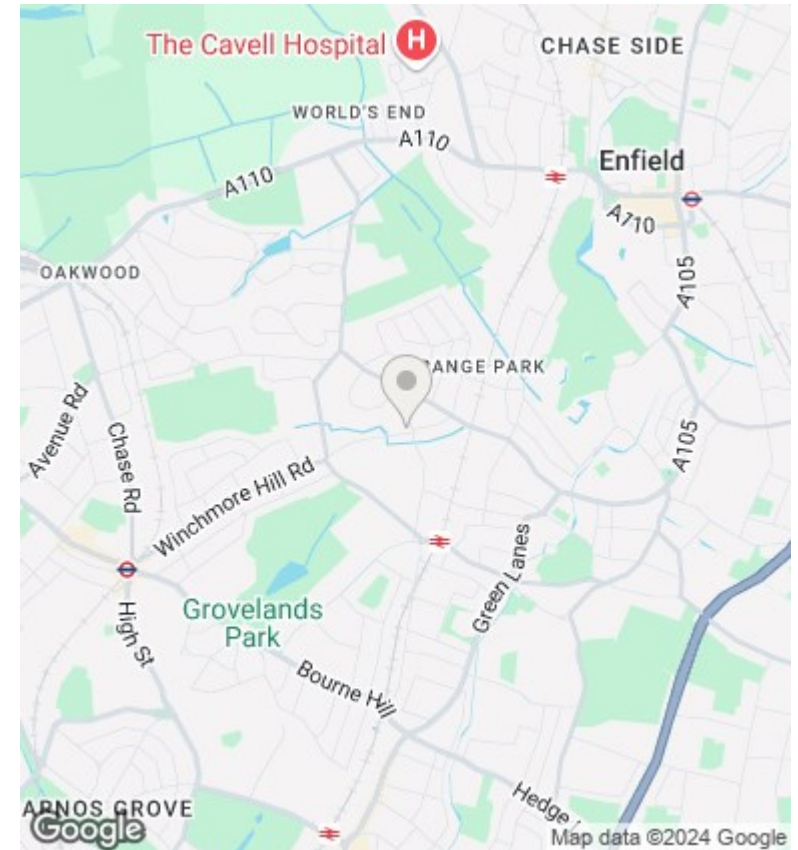 The Cavell Hospital
H
CHASE SIDE
WORLD'S END
A110
Enfield
A110
A110
OAKWOOD
A105
RANGE PARK
Avenue Rd
Chase Rd
A105
Winchmore Hill Rd
Green Lanes
High St
Grovelands
Park
Bourne Hill
Hedge
ARNOS GROVE
Google
Map data ©2024 Google